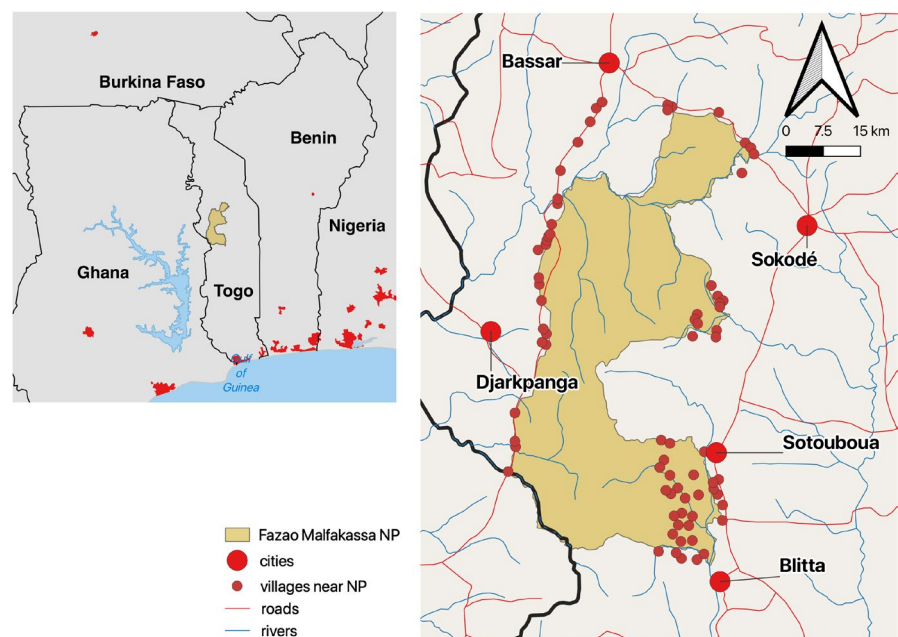 Burkina Faso
Benin
Nigeria
Ghana
Togo
Gulf
of
Guinea
Bassar
0 7.5 15 km
Sokodé
Djarkpanga
Sotouboua
Blitta
Fazao Malfakassa NP
cities
villages near NP
roads
rivers